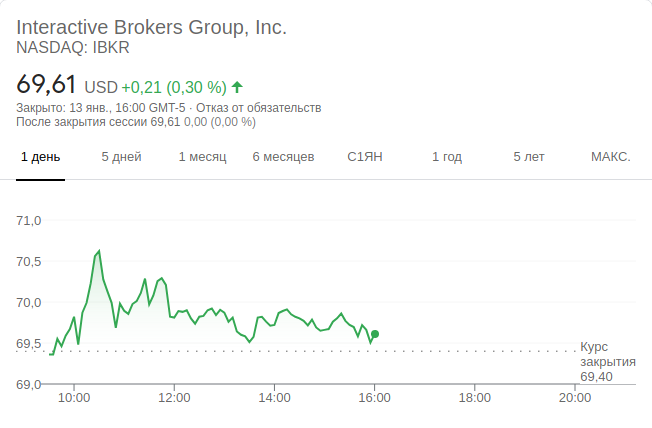 Interactive Brokers Group, Inc.
NASDAQ: IBKR
69,61 USD +0,21 (0,30 %)
Закрыто: 13 янв., 16:00 GMT-5 · Отказ от обязательств
После закрытия сессии 69,61 0,00 (0,00 %)
1 день 5 дней 1 месяц 6 месяцев С1ЯН 1 год 5 лет МАКС.
71,0
70,5
70,0
69,5
Курс
закрытия
69,40
69,0
10:00 12:00 14:00 16:00 18:00 20:00